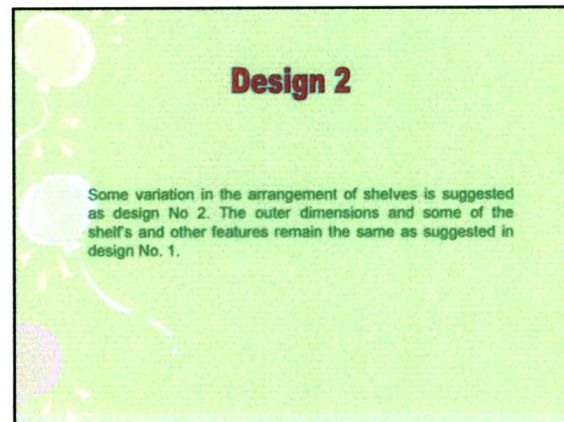 Design 2
Some variation in the arrangement of shelves is suggested
as design No 2. The outer dimensions and some of the
shelf's and other features remain the same as suggested in
design No. 1.